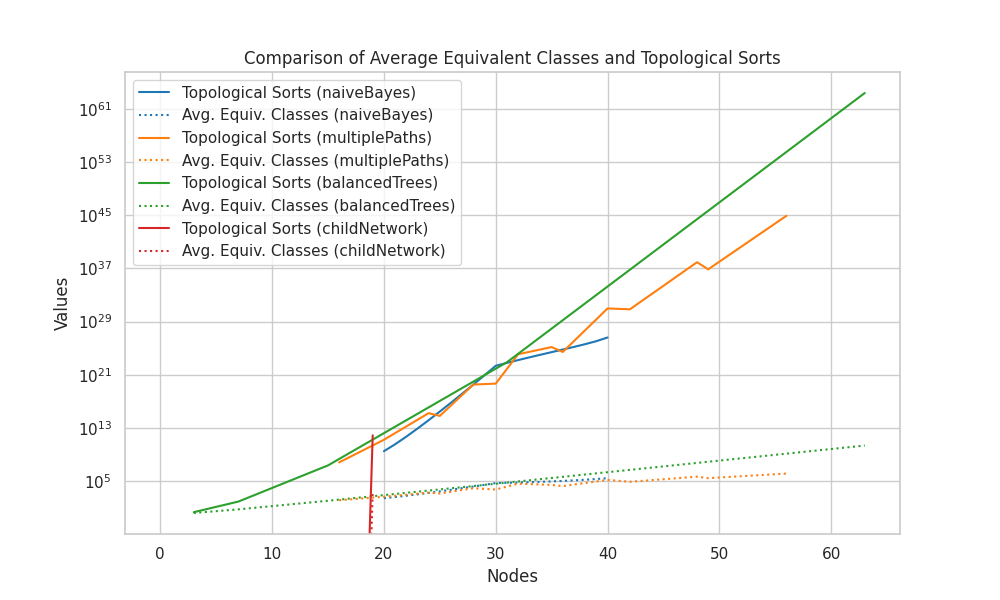 Comparison of Average Equivalent Classes and Topological Sorts
Topological Sorts (naiveBayes)
Avg. Equiv. Classes (naiveBayes)
Topological Sorts (multiplePaths)
Avg. Equiv. Classes (multiplePaths)
Topological Sorts (balancedTrees)
Avg. Equiv. Classes (balancedTrees)
Topological Sorts (childNetwork)
Avg. Equiv. Classes (childNetwork)
Values
10^61
10^53
10^45
10^37
10^29
10^21
10^13
10^5
0 10 20 30 40 50 60
Nodes